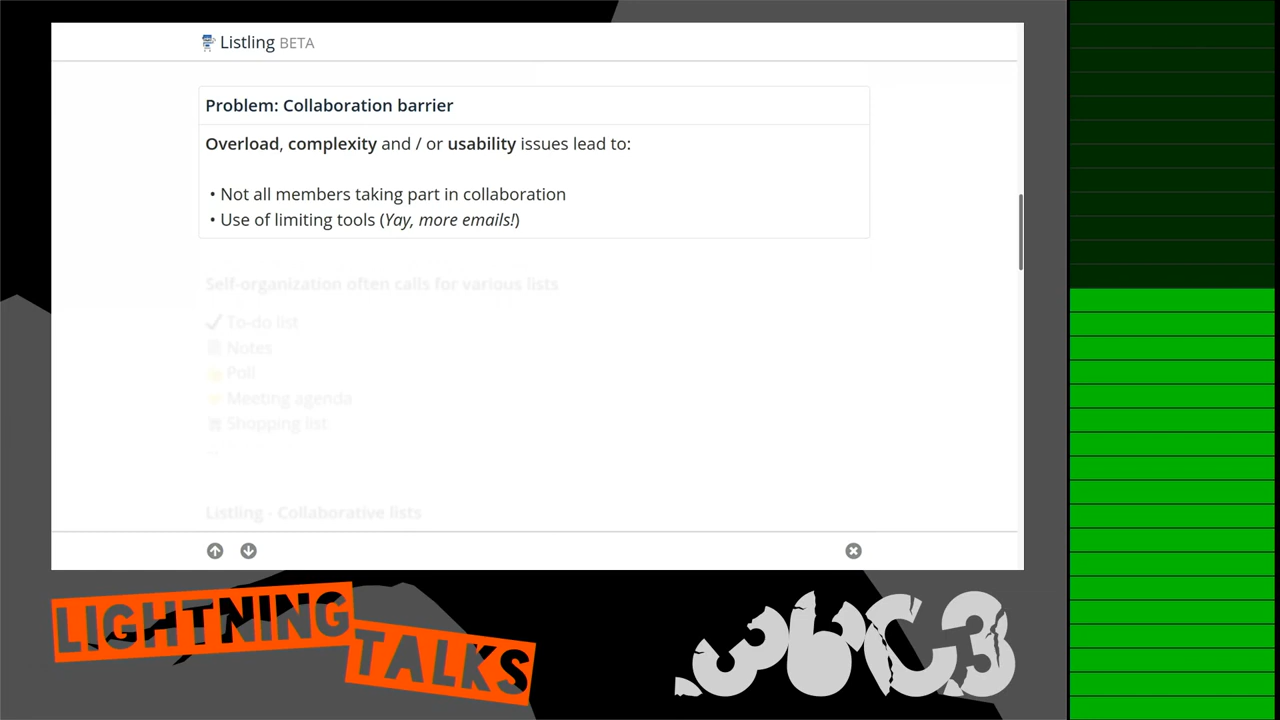 Listling BETA
Problem: Collaboration barrier
Overload, complexity and / or usability issues lead to:
• Not all members taking part in collaboration
• Use of limiting tools (Yay, more emails!)
Self-organization often calls for various lists
To-do list
Notes
Poll
Meeting agenda
Shopping list
Listling - Collaborative lists
LIGHTNING
TALKS
36C3